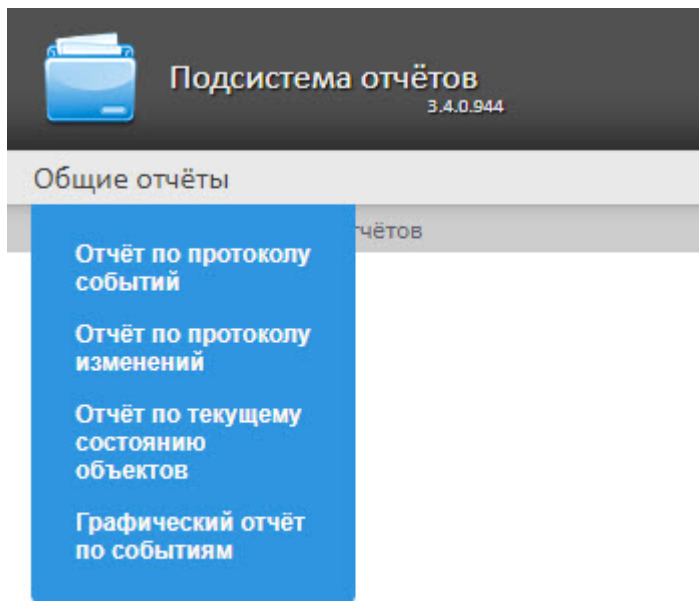 Подсистема отчётов
3.4.0.944
Общие отчёты
чётов
Отчёт по протоколу
событий
Отчёт по протоколу
изменений
Отчёт по текущему
состоянию
объектов
Графический отчёт
по событиям